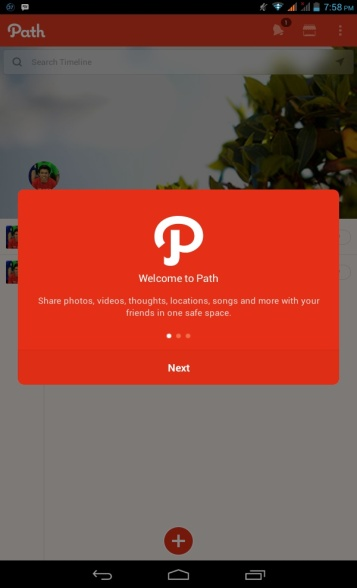 7:58 PM
Path
1
Search Timeline
Welcome to Path
Share photos, videos, thoughts, locations, songs and more with your
friends in one safe space.
Next